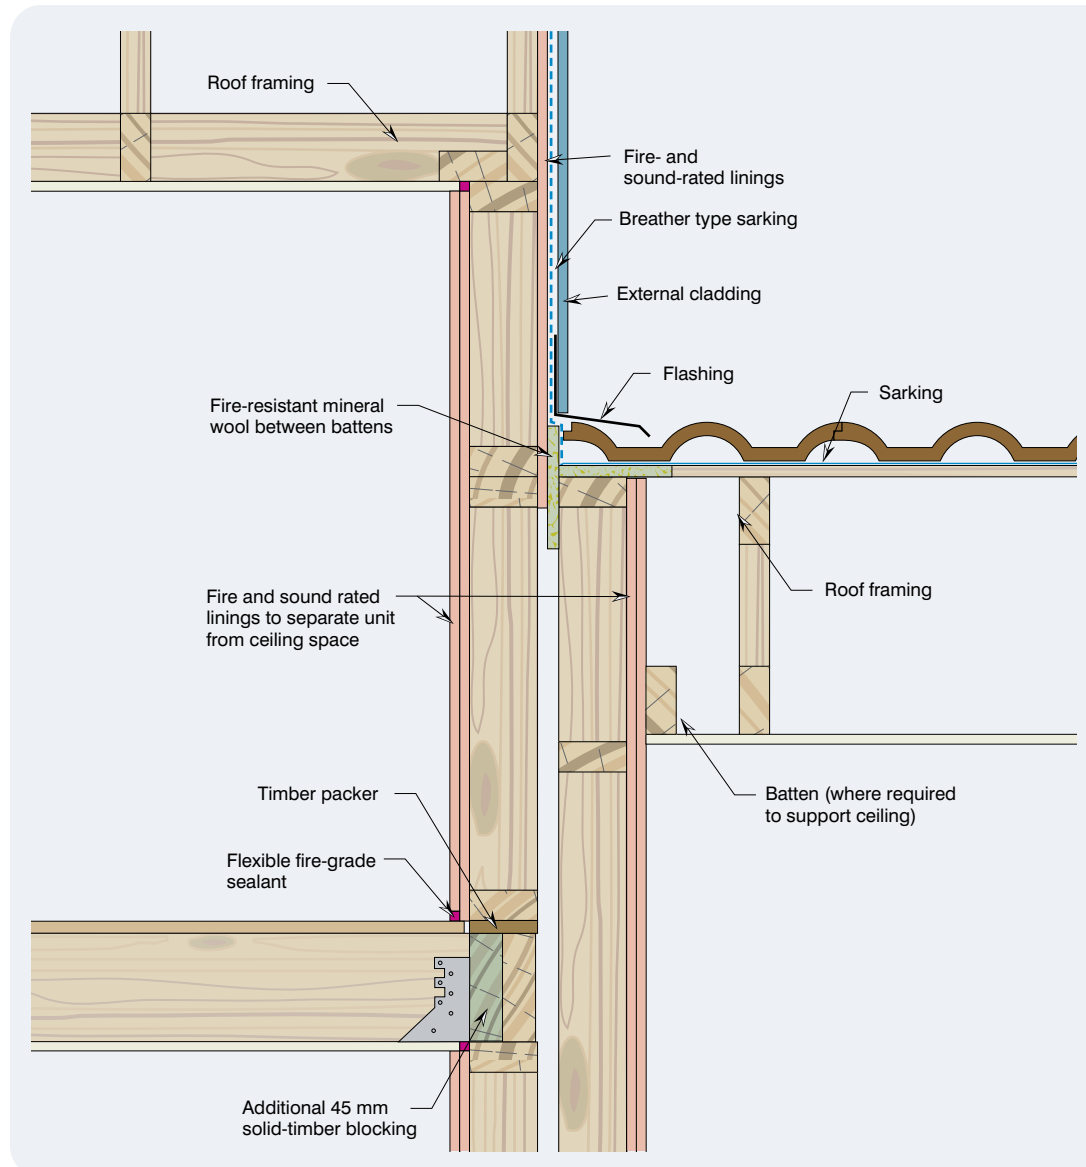 Roof framing
Fire- and
sound-rated linings
Breather type sarking
External cladding
Flashing
Sarking
Fire-resistant mineral
wool between battens
Roof framing
Fire and sound rated
linings to separate unit
from ceiling space
Timber packer
Batten (where required
to support ceiling)
Flexible fire-grade
sealant
Additional 45 mm
solid-timber blocking